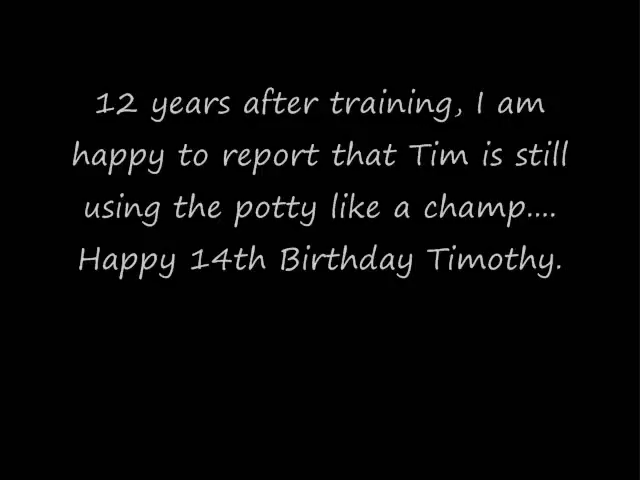 12 years after training, I am
happy to report that Tim is still
using the potty like a champ....
Happy 14th Birthday Timothy.